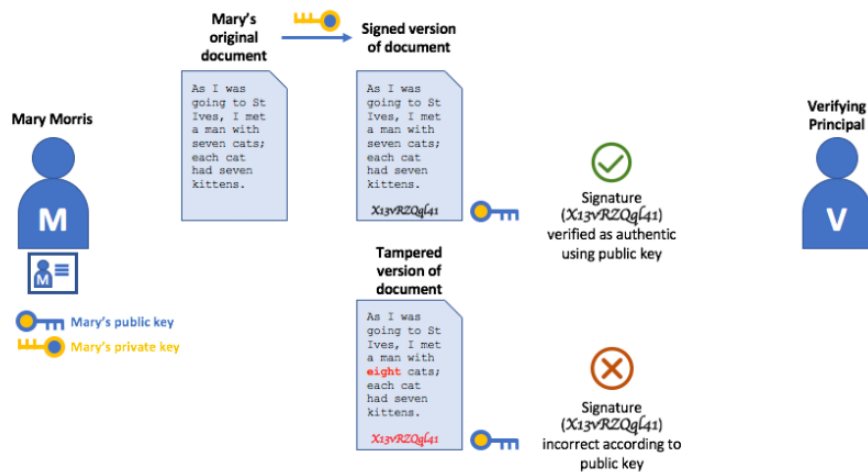 Mary's
original
document
Signed version
of document
As I was
going to St
Ives, I met
a man with
seven cats;
each cat
had seven
kittens.
As I was
going to St
Ives, I met
a man with
seven cats;
each cat
had seven
kittens.
X13vRZQql41
Mary Morris
M
M
Mary's public key
Mary's private key
Signature
(X13vRZQql41)
verified as authentic
using public key
Verifying
Principal
V
Tampered
version of
document
As I was
going to St
Ives, I met
a man with
eight cats;
each cat
had seven
kittens.
X13vRZQql41
Signature
(X13vRZQql41)
incorrect according to
public key